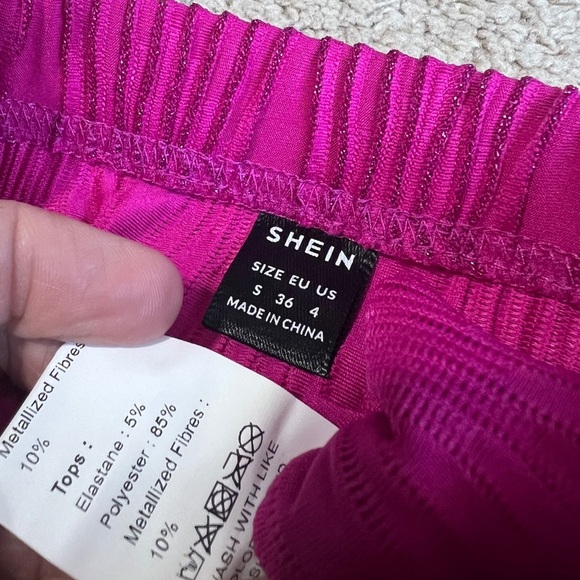 SHEIN
SIZE EU US
S 36 4
MADE IN CHINA
Metallized Fibres
10%
Tops :
Elastane : 5%
Polyester : 85%
Metallized Fibres :
10%
WITH LIKE